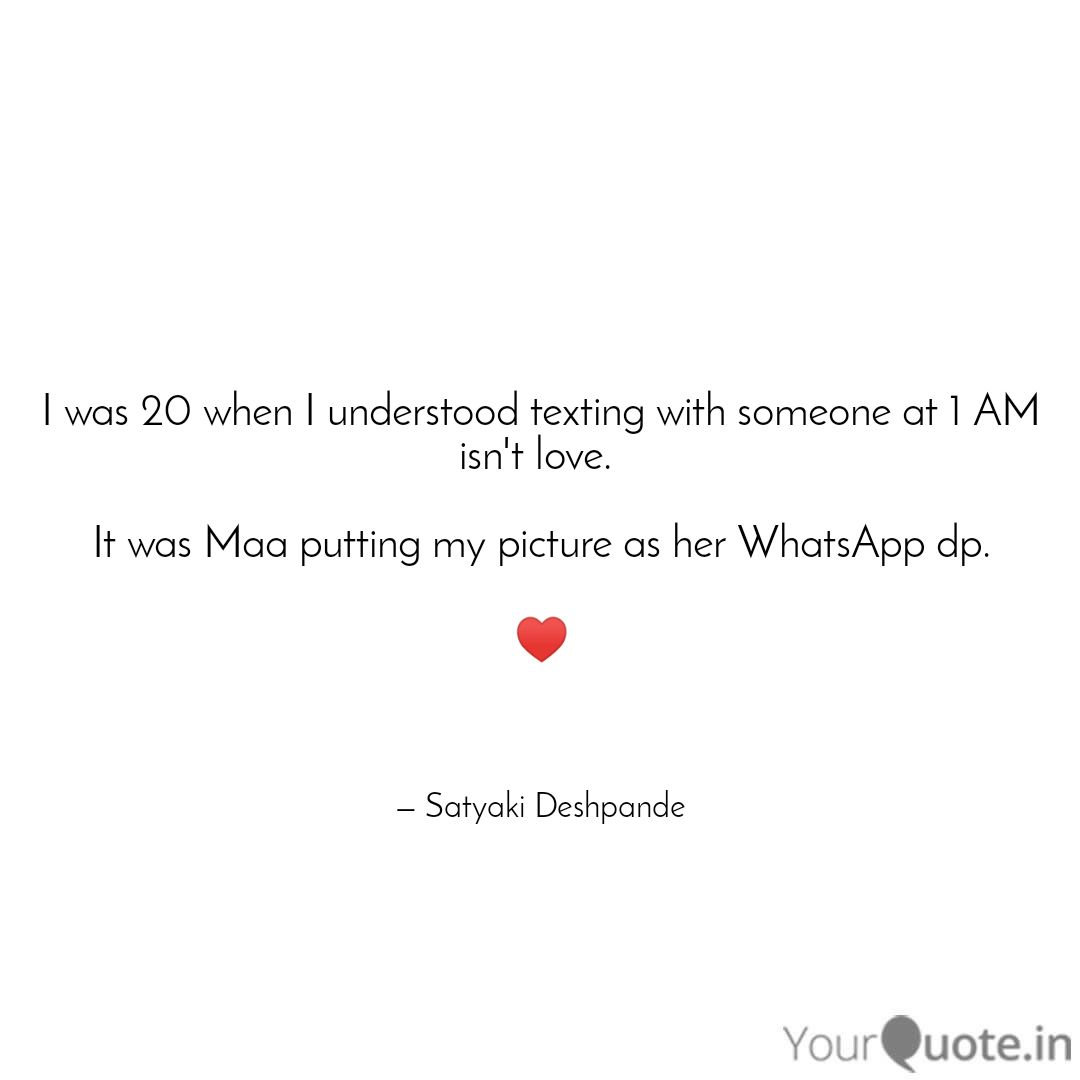 I was 20 when I understood texting with someone at 1 AM
isn't love.
It was Maa putting my picture as her WhatsApp dp.
♥️
– Satyaki Deshpande
YourQuote.in